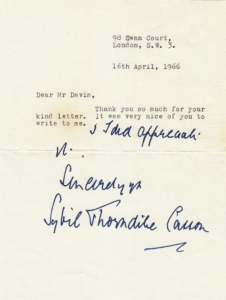 98 Swan Court,
London, S.W. 3.
16th April, 1966
Dear Mr Davis,
Thank you so much for your
kind letter. It was very nice of you to
write to me. I did appreciate
it.
Sincerely yrs
Sybil Thorndike Casson